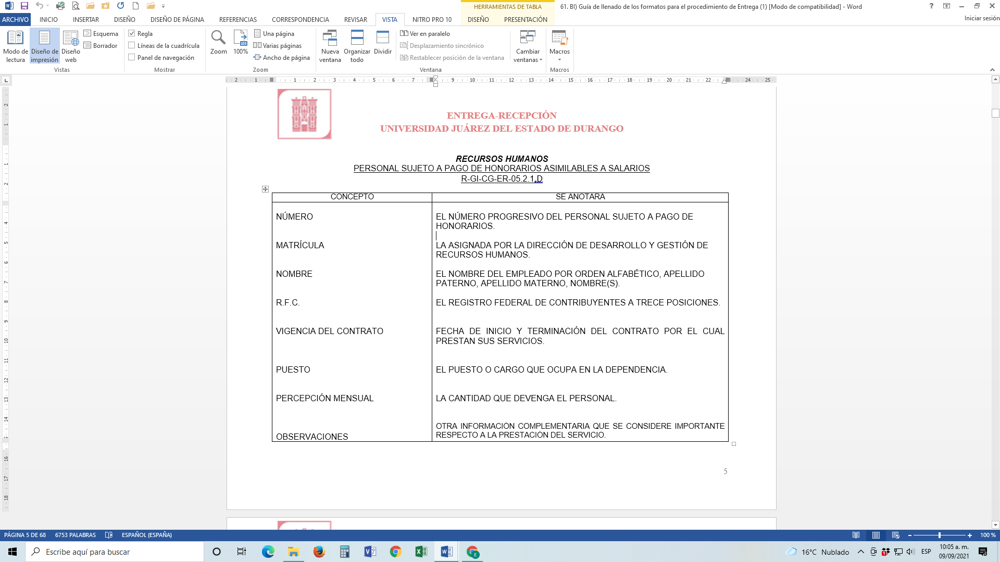 HERRAMIENTAS DE TABLA
61. BI) Guía de llenado de los formatos para el procedimiento de Entrega (1) [Modo de compatibilidad] - Word
ARCHIVO INICIO INSERTAR DISEÑO DISEÑO DE PÁGINA REFERENCIAS CORRESPONDENCIA REVISAR VISTA NITRO PRO 10 DISEÑO PRESENTACIÓN
Iniciar sesión
Modo de lectura
Diseño de impresión
Diseño web
Esquema
Borrador
Vistas
Regla
Líneas de la cuadrícula
Panel de navegación
Mostrar
Zoom
100%
Una página
Varias páginas
Ancho de página
Zoom
Nueva ventana
Organizar todo
Dividir
Ver en paralelo
Desplazamiento sincrónico
Restablecer posición de la ventana
Ventana
Cambiar ventanas
Macros
Macros
ENTREGA-RECEPCIÓN
UNIVERSIDAD JUÁREZ DEL ESTADO DE DURANGO
RECURSOS HUMANOS
PERSONAL SUJETO A PAGO DE HONORARIOS ASIMILABLES A SALARIOS
R-GI-CG-ER-05.2.1.D
CONCEPTO
SE ANOTARA
NÚMERO
EL NÚMERO PROGRESIVO DEL PERSONAL SUJETO A PAGO DE
HONORARIOS.
MATRÍCULA
LA ASIGNADA POR LA DIRECCIÓN DE DESARROLLO Y GESTIÓN DE
RECURSOS HUMANOS.
NOMBRE
EL NOMBRE DEL EMPLEADO POR ORDEN ALFABÉTICO, APELLIDO
PATERNO, APELLIDO MATERNO, NOMBRE(S).
R.F.C.
EL REGISTRO FEDERAL DE CONTRIBUYENTES A TRECE POSICIONES.
VIGENCIA DEL CONTRATO
FECHA DE INICIO Y TERMINACIÓN DEL CONTRATO POR EL CUAL
PRESTAN SUS SERVICIOS.
PUESTO
EL PUESTO O CARGO QUE OCUPA EN LA DEPENDENCIA.
PERCEPCIÓN MENSUAL
LA CANTIDAD QUE DEVENGA EL PERSONAL.
OBSERVACIONES
OTRA INFORMACIÓN COMPLEMENTARIA QUE SE CONSIDERE IMPORTANTE
RESPECTO A LA PRESTACIÓN DEL SERVICIO.
5
PÁGINA 5 DE 68 6753 PALABRAS ESPAÑOL (ESPAÑA)
100 %
Escribe aquí para buscar
16°C Nublado
ESP
10:05 a. m.
09/09/2021